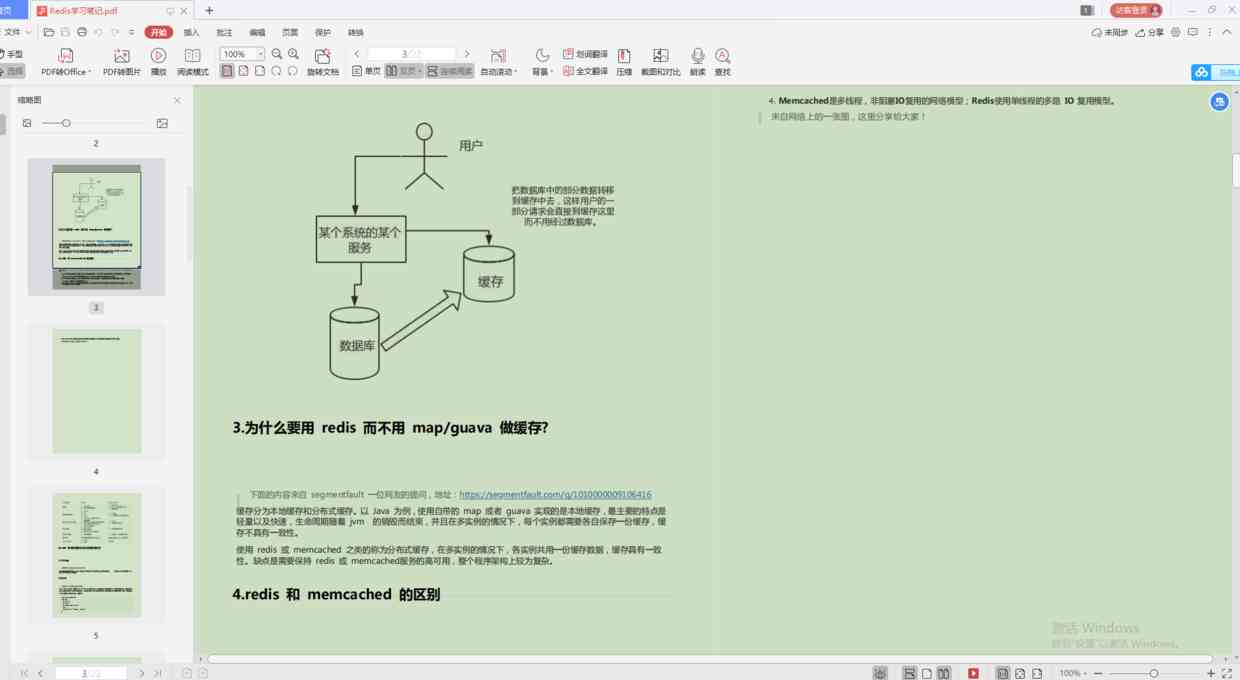 首页
Redis学习笔记.pdf
+
1
访客登录
文件
开始
插入
批注
编辑
页面
保护
转换
未同步
分享
手型
选择
PDF转Office
PDF转图片
播放
阅读模式
100%
旋转文档
3
单页
双页
连续阅读
自动滚动
背景
划词翻译
全文翻译
压缩
截图和对比
朗读
查找
缩略图
2
3
4
5
用户
把数据库中的部分数据转移
到缓存中去，这样用户的一
部分请求会直接到缓存这里
而不用经过数据库。
某个系统的某个
服务
缓存
数据库
3.为什么要用 redis 而不用 map/guava 做缓存?
下面的内容来自 segmentfault 一位网友的提问，地址：https://segmentfault.com/q/1010000009106416
缓存分为本地缓存和分布式缓存。以 Java 为例，使用自带的 map 或者 guava 实现的是本地缓存，最主要的特点是
轻量以及快速，生命周期随着 jvm 的销毁而结束，并且在多实例的情况下，每个实例都需要各自保存一份缓存，缓
存不具有一致性。
使用 redis 或 memcached 之类的称为分布式缓存，在多实例的情况下，各实例共用一份缓存数据，缓存具有一致
性。缺点是需要保持 redis 或 memcached服务的高可用，整个程序架构上较为复杂。
4.redis 和 memcached 的区别
4. Memcached是多线程，非阻塞IO复用的网络模型；Redis使用单线程的多路 IO 复用模型。
来自网络上的一张图，这里分享给大家！
激活 Windows
转到"设置"以激活 Windows。
3
100%